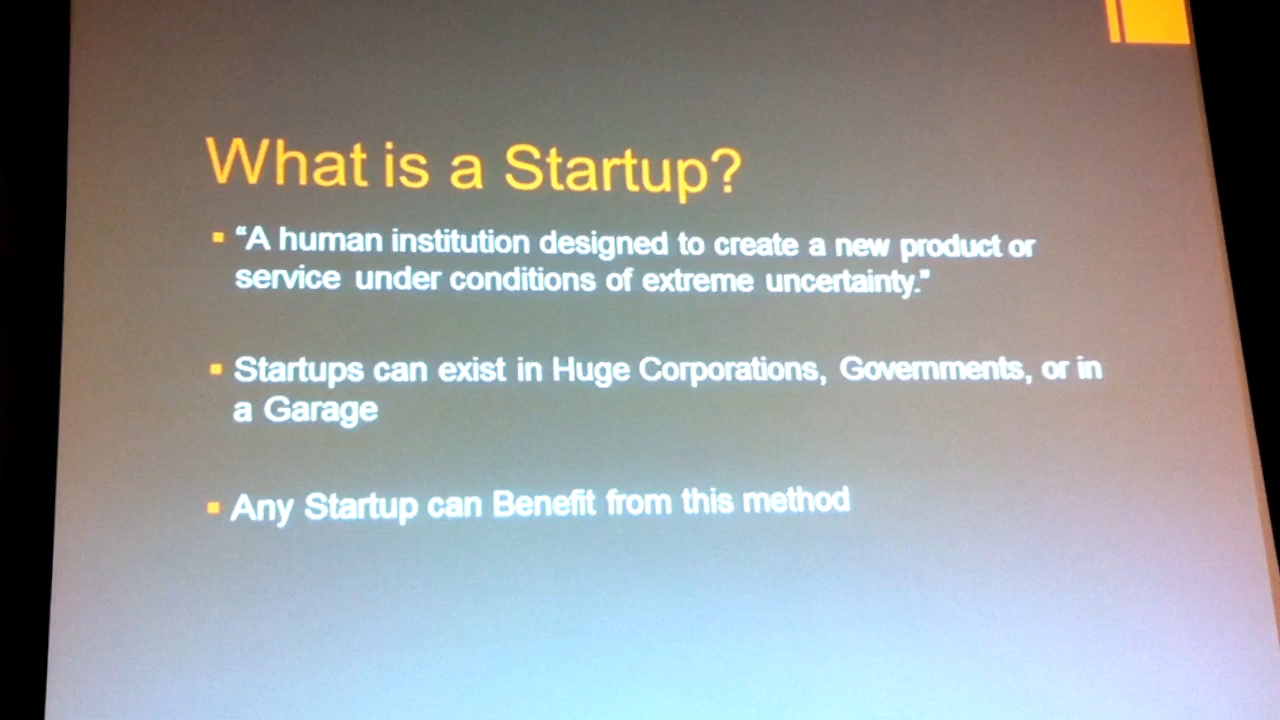 What is a Startup?
“A human institution designed to create a new product or
service under conditions of extreme uncertainty.”
Startups can exist in Huge Corporations, Governments, or in
a Garage
Any Startup can Benefit from this method